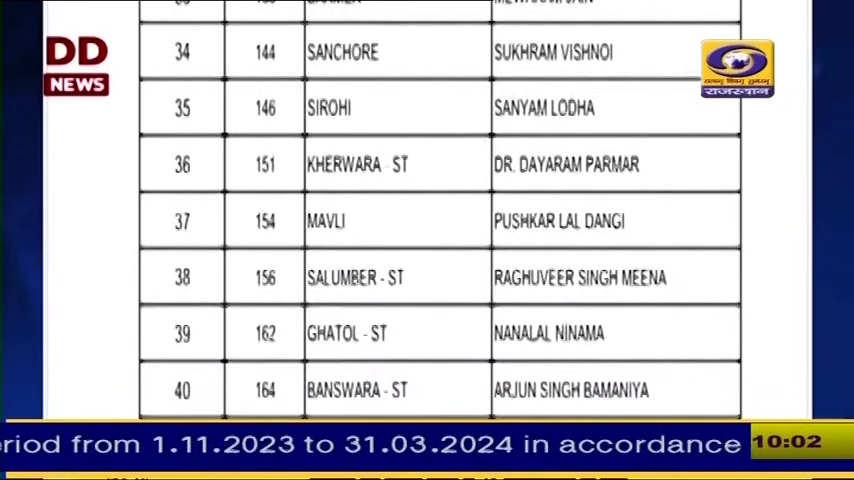 DD
NEWS
34 144 SANCHORE SUKHRAM VISHNOI
35 146 SIROHI SANYAM LODHA
36 151 KHERWARA - ST DR. DAYARAM PARMAR
37 154 MAVLI PUSHKAR LAL DANGI
38 156 SALUMBER - ST RAGHUVEER SINGH MEENA
39 162 GHATOL - ST NANALAL NINAMA
40 164 BANSWARA - ST ARJUN SINGH BAMANIYA
राजस्थान
from 1.11.2023 to 31.03.2024 in accordance
10:02